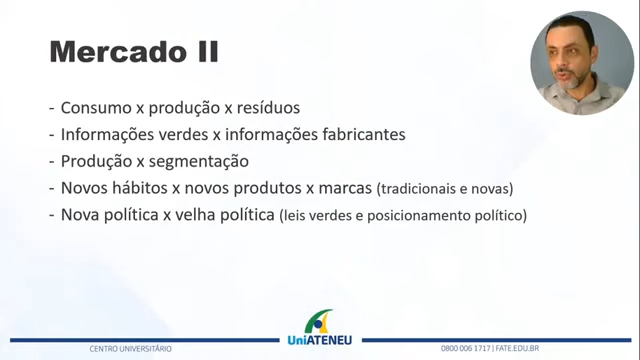 Mercado II
- Consumo x produção x resíduos
- Informações verdes x informações fabricantes
- Produção x segmentação
- Novos hábitos x novos produtos x marcas (tradicionais e novas)
- Nova política x velha política (leis verdes e posicionamento político)
UniATENEU
CENTRO UNIVERSITÁRIO
0800 006 1717 | FATE.EDU.BR